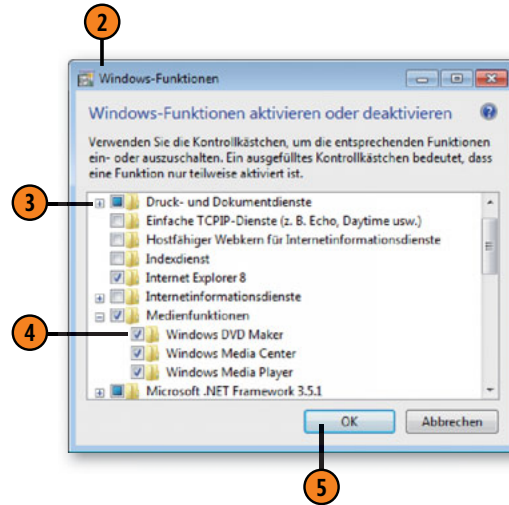 2
Windows-Funktionen
Windows-Funktionen aktivieren oder deaktivieren
Verwenden Sie die Kontrollkästchen, um die entsprechenden Funktionen
ein- oder auszuschalten. Ein ausgefülltes Kontrollkästchen bedeutet, dass
eine Funktion nur teilweise aktiviert ist.
3
Druck- und Dokumentdienste
Einfache TCPIP-Dienste (z. B. Echo, Daytime usw.)
Hostfähiger Webkern für Internetinformationsdienste
Indexdienst
Internet Explorer 8
Internetinformationsdienste
Medienfunktionen
4
Windows DVD Maker
Windows Media Center
Windows Media Player
Microsoft .NET Framework 3.5.1
OK
Abbrechen
5